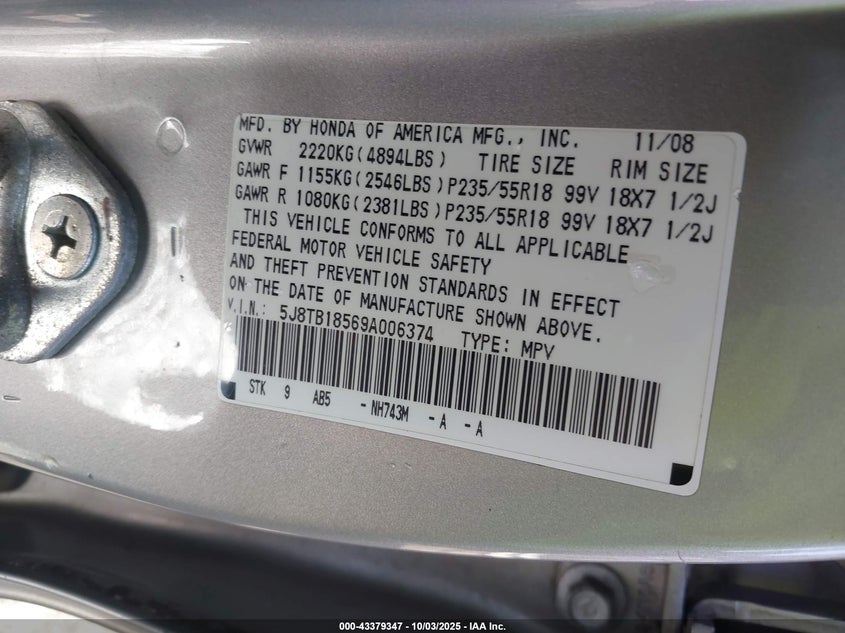 MFD. BY HONDA OF AMERICA MFG., INC. 11/08
GVWR 2220KG(4894LBS) TIRE SIZE RIM SIZE
GAWR F 1155KG(2546LBS)P235/55R18 99V 18X7 1/2J
GAWR R 1080KG(2381LBS)P235/55R18 99V 18X7 1/2J
THIS VEHICLE CONFORMS TO ALL APPLICABLE
FEDERAL MOTOR VEHICLE SAFETY
AND THEFT PREVENTION STANDARDS IN EFFECT
ON THE DATE OF MANUFACTURE SHOWN ABOVE.
V.I.N.: 5J8TB18569A006374 TYPE: MPV
STK 9 AB5 -NH743M -A -A
000-43379347 - 10/03/2025 - IAA Inc.